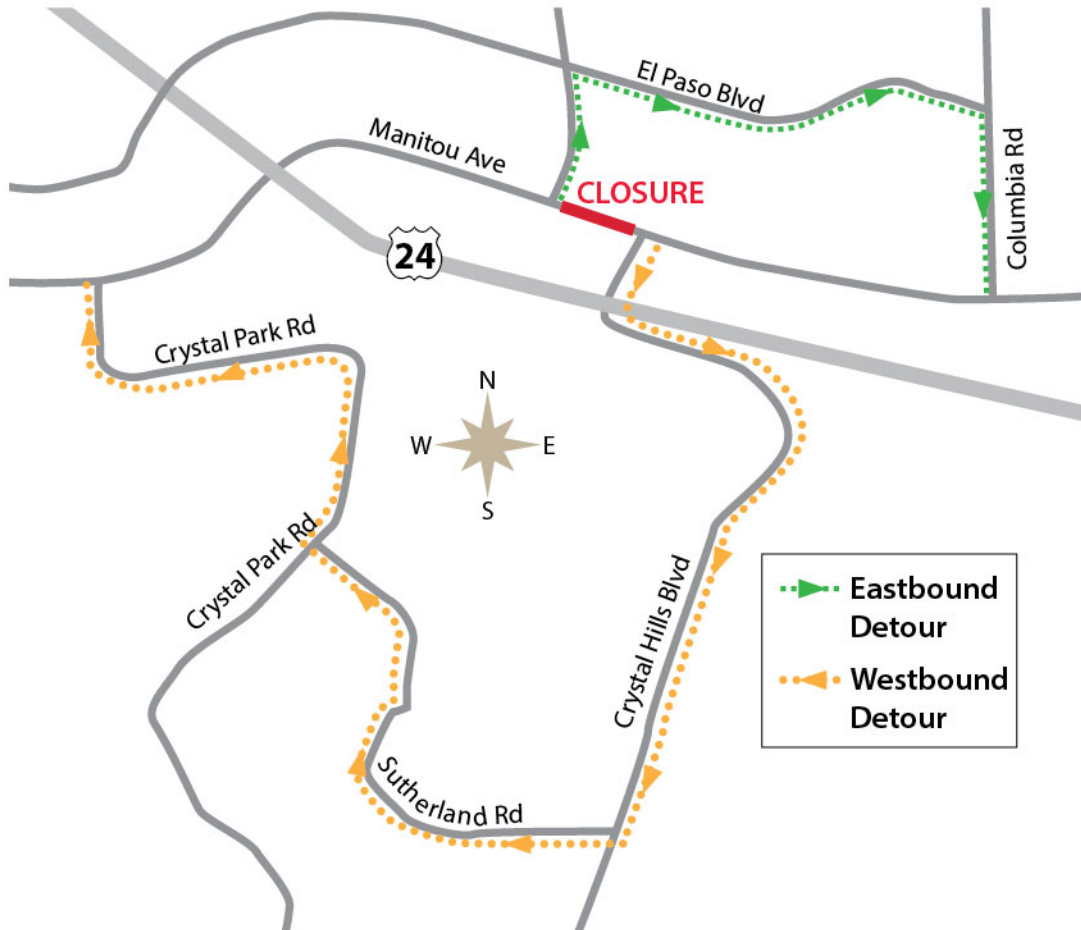 El Paso Blvd
Manitou Ave
CLOSURE
Columbia Rd
24
Crystal Park Rd
N
W E
S
Crystal Park Rd
Crystal Hills Blvd
Sutherland Rd
Eastbound
Detour
Westbound
Detour